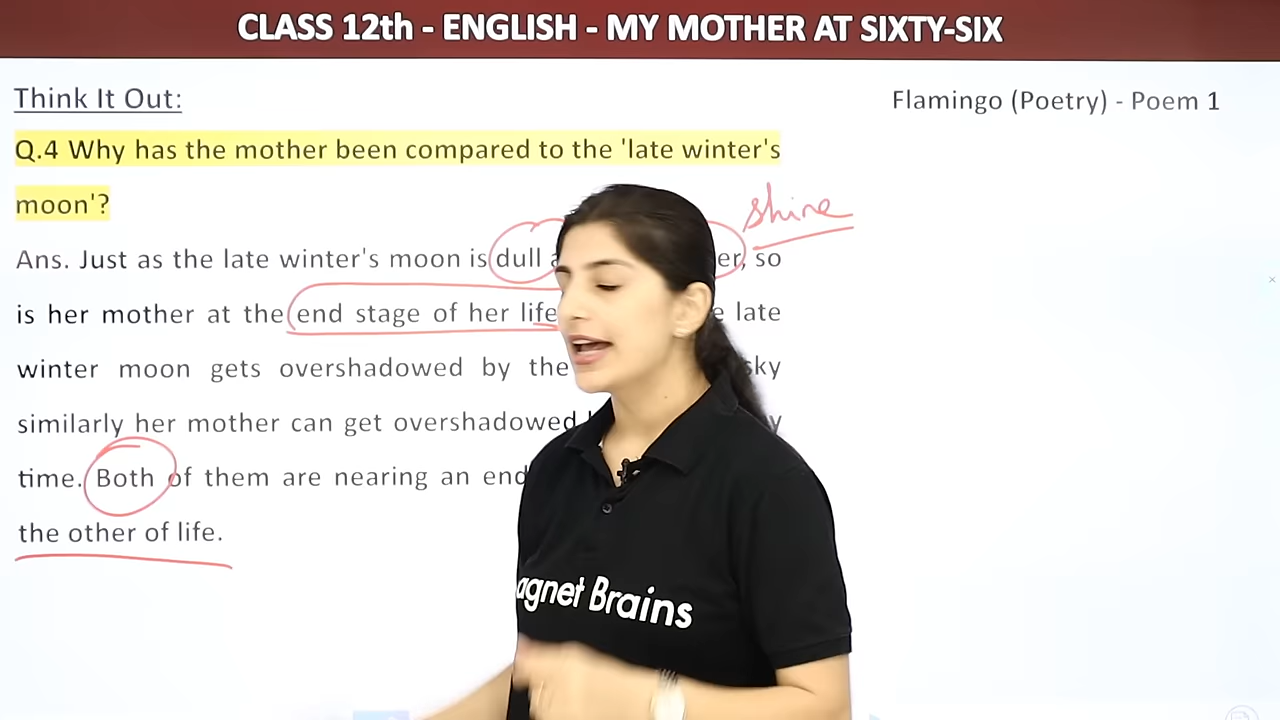 CLASS 12th - ENGLISH - MY MOTHER AT SIXTY-SIX
Think It Out:
Flamingo (Poetry) - Poem 1
Q.4 Why has the mother been compared to the 'late winter's
moon'?
shine
Ans. Just as the late winter's moon is dull so
is her mother at the end stage of her life late
winter moon gets overshadowed by the sky
similarly her mother can get overshadowed
time. Both of them are nearing an end
the other of life.
agnet Brains